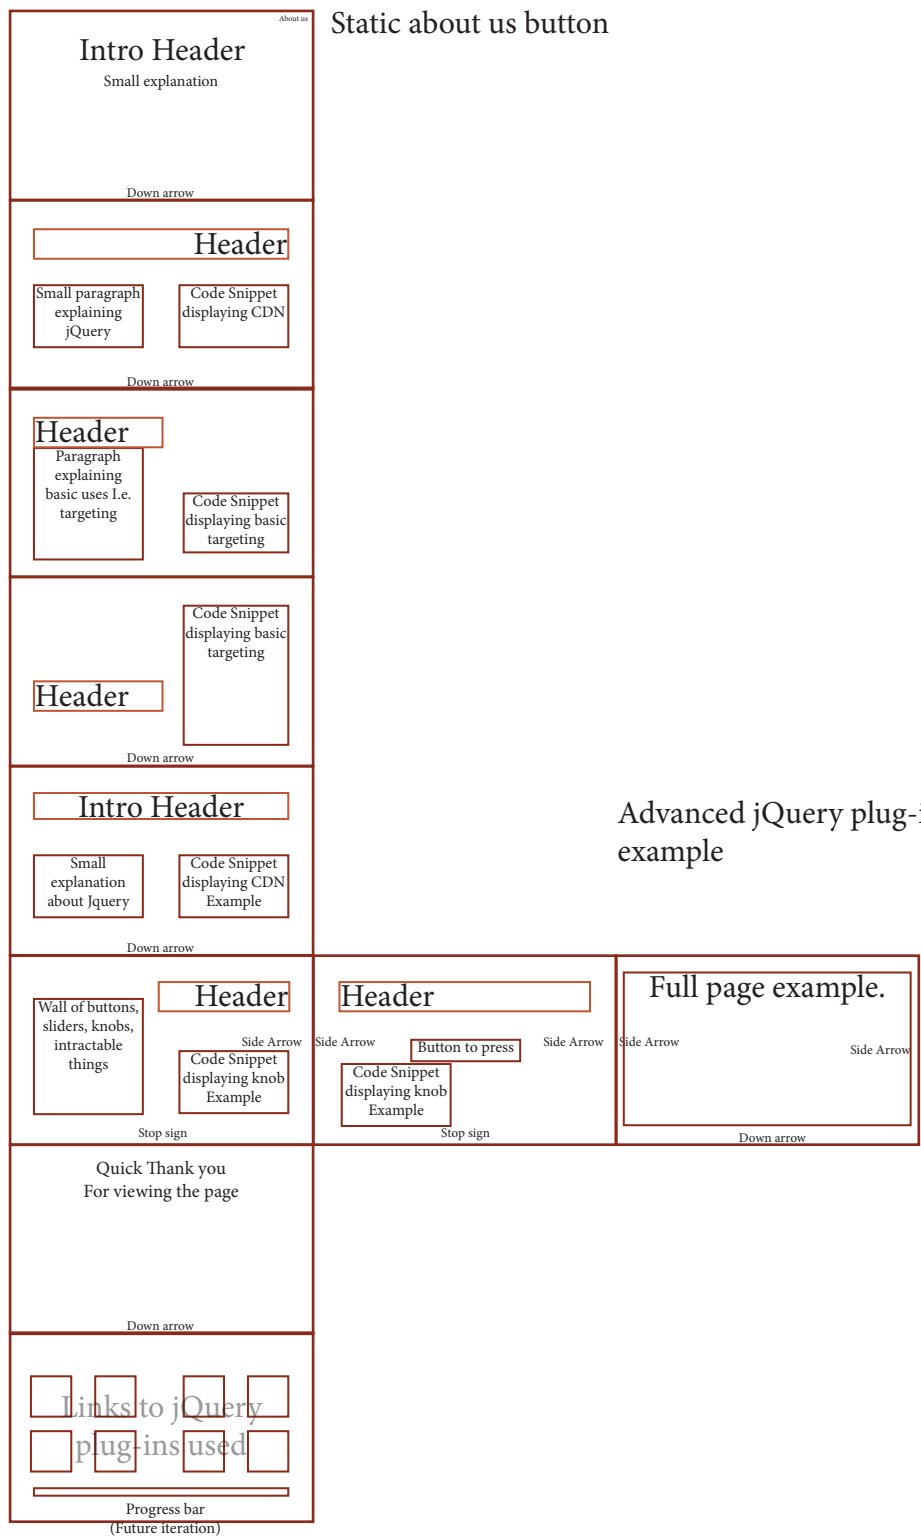 About us
Static about us button
Intro Header
Small explanation
Down arrow
Header
Small paragraph
explaining
jQuery
Code Snippet
displaying CDN
Down arrow
Header
Paragraph
explaining
basic uses I.e.
targeting
Code Snippet
displaying basic
targeting
Code Snippet
displaying basic
targeting
Header
Down arrow
Intro Header
Advanced jQuery plug-i
example
Small
explanation
about Jquery
Code Snippet
displaying CDN
Example
Down arrow
Header
Wall of buttons,
sliders, knobs,
intractable
things
Side Arrow
Code Snippet
displaying knob
Example
Stop sign
Header
Side Arrow
Button to press
Side Arrow
Code Snippet
displaying knob
Example
Stop sign
Full page example.
Side Arrow
Side Arrow
Down arrow
Quick Thank you
For viewing the page
Down arrow
Links to jQuery
plug-ins used
Progress bar
(Future iteration)